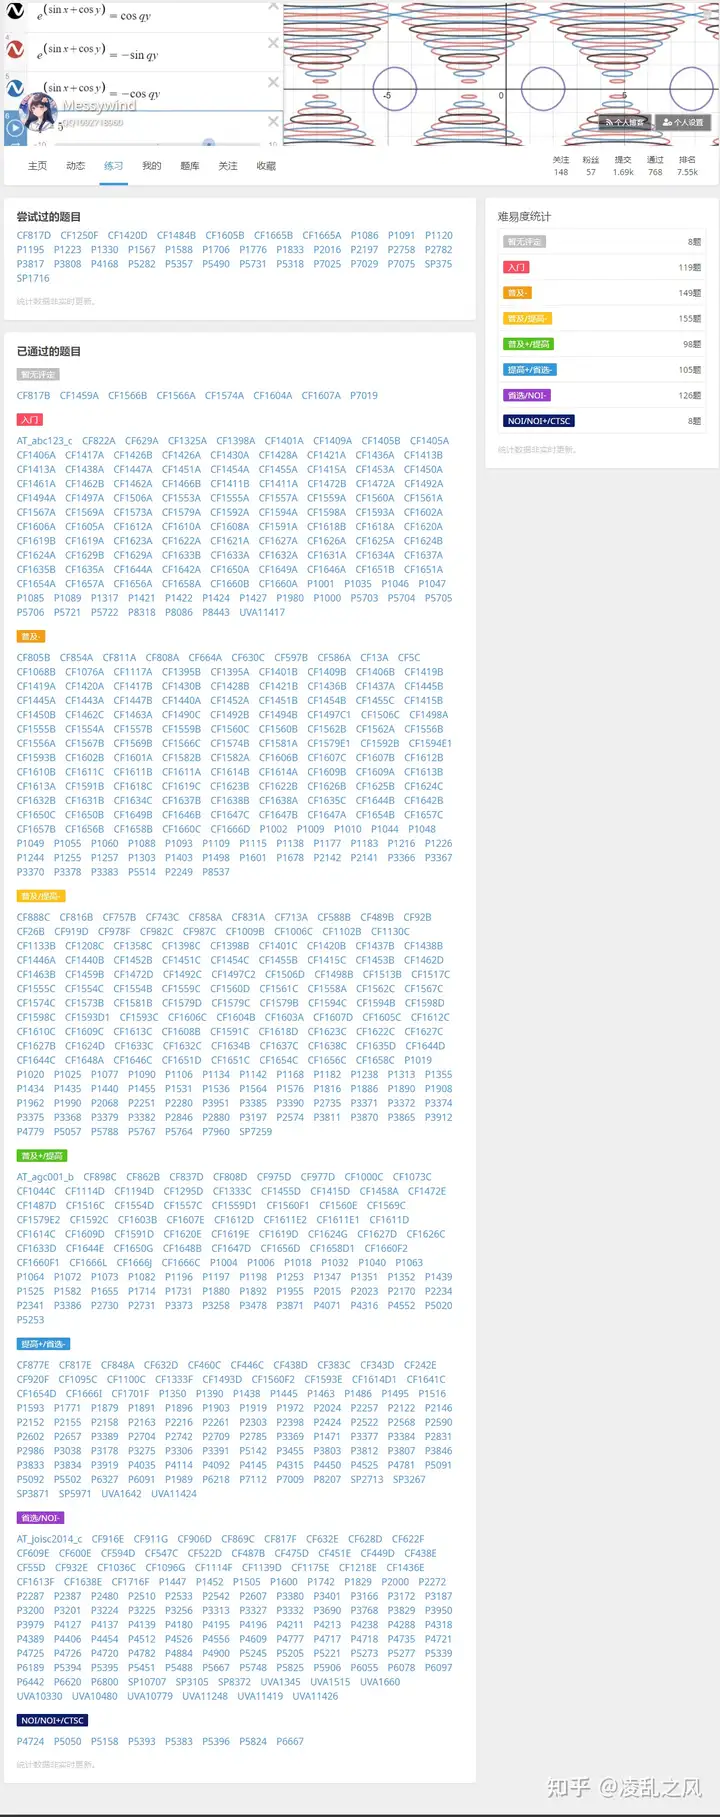 e^(sin x+cos y) = cos qy
4
e^(sin x+cos y) = −sin qy
5
e^(sin x+cos y) = −cos qy
6
Messywind
-5
0
5
-10
10
个人博客
个人设置
主页 动态 练习 我的 题库 关注 收藏
关注 粉丝 提交 通过 排名
148 57 1.69k 768 7.55k
尝试过的题目
CF817D CF1250F CF1420D CF1484B CF1605B CF1665B CF1665A P1086 P1091 P1120
P1195 P1223 P1330 P1567 P1588 P1706 P1776 P1833 P2016 P2197 P2758 P2782
P3817 P3808 P4168 P5282 P5357 P5490 P5731 P5318 P7025 P7029 P7075 SP375
SP1716
统计数据非实时更新。
难易度统计
暂无评定 8题
入门 119题
普及- 149题
普及/提高- 155题
普及+/提高 98题
提高+/省选- 105题
省选/NOI- 126题
NOI/NOI+/CTSC 8题
统计数据非实时更新。
已通过的题目
暂无评定
CF817B CF1459A CF1566B CF1566A CF1574A CF1604A CF1607A P7019
入门
AT_abc123_c CF822A CF629A CF1325A CF1398A CF1401A CF1409A CF1405B CF1405A
CF1406A CF1417A CF1426B CF1426A CF1430A CF1428A CF1421A CF1436A CF1413B
CF1413A CF1438A CF1447A CF1451A CF1454A CF1455A CF1415A CF1453A CF1450A
CF1461A CF1462B CF1462A CF1466B CF1411B CF1411A CF1472B CF1472A CF1492A
CF1494A CF1497A CF1506A CF1553A CF1555A CF1557A CF1559A CF1560A CF1561A
CF1567A CF1569A CF1573A CF1579A CF1592A CF1594A CF1598A CF1593A CF1602A
CF1606A CF1605A CF1612A CF1610A CF1608A CF1591A CF1618B CF1618A CF1620A
CF1619B CF1619A CF1623A CF1622A CF1621A CF1627A CF1626A CF1625A CF1624B
CF1624A CF1629B CF1629A CF1633B CF1633A CF1632A CF1631A CF1634A CF1637A
CF1635B CF1635A CF1644A CF1642A CF1650A CF1649A CF1646A CF1651B CF1651A
CF1654A CF1657A CF1656A CF1658A CF1660B CF1660A P1001 P1035 P1046 P1047
P1085 P1089 P1317 P1421 P1422 P1424 P1427 P1980 P1000 P5703 P5704 P5705
P5706 P5721 P5722 P8318 P8086 P8443 UVA11417
普及-
CF805B CF854A CF811A CF808A CF664A CF630C CF597B CF586A CF13A CF5C
CF1068B CF1076A CF1117A CF1395B CF1395A CF1401B CF1409B CF1406B CF1419B
CF1419A CF1420A CF1417B CF1430B CF1428B CF1421B CF1436B CF1437A CF1445B
CF1445A CF1443A CF1447B CF1440A CF1452A CF1451B CF1454B CF1455C CF1415B
CF1450B CF1462C CF1463A CF1490C CF1492B CF1494B CF1497C1 CF1506C CF1498A
CF1555B CF1554A CF1557B CF1559B CF1560C CF1560B CF1562B CF1562A CF1556B
CF1556A CF1567B CF1569B CF1566C CF1574B CF1581A CF1579E1 CF1592B CF1594E1
CF1593B CF1602B CF1601A CF1582B CF1582A CF1606B CF1607C CF1607B CF1612B
CF1610B CF1611C CF1611B CF1611A CF1614B CF1614A CF1609B CF1609A CF1613B
CF1613A CF1591B CF1618C CF1619C CF1623B CF1622B CF1626B CF1625B CF1624C
CF1632B CF1631B CF1634C CF1637B CF1638B CF1638A CF1635C CF1644B CF1642B
CF1650C CF1650B CF1649B CF1646B CF1647C CF1647B CF1647A CF1654B CF1657C
CF1657B CF1656B CF1658B CF1660C CF1666D P1002 P1009 P1010 P1044 P1048
P1049 P1055 P1060 P1088 P1093 P1109 P1115 P1138 P1177 P1183 P1216 P1226
P1244 P1255 P1257 P1303 P1403 P1498 P1601 P1678 P2142 P2141 P3366 P3367
P3370 P3378 P3383 P5514 P2249 P8537
普及/提高-
CF888C CF816B CF757B CF743C CF858A CF831A CF713A CF588B CF489B CF92B
CF26B CF919D CF978F CF982C CF987C CF1009B CF1006C CF1102B CF1130C
CF1133B CF1208C CF1358C CF1398C CF1398B CF1401C CF1420B CF1437B CF1438B
CF1446A CF1440B CF1452B CF1451C CF1454C CF1455B CF1415C CF1453B CF1462D
CF1463B CF1459B CF1472D CF1492C CF1497C2 CF1506D CF1498B CF1513B CF1517C
CF1555C CF1554C CF1554B CF1559C CF1560D CF1561C CF1558A CF1562C CF1567C
CF1574C CF1573B CF1581B CF1579D CF1579C CF1579B CF1594C CF1594B CF1598D
CF1598C CF1593D1 CF1593C CF1606C CF1604B CF1603A CF1607D CF1605C CF1612C
CF1610C CF1609C CF1613C CF1608B CF1591C CF1618D CF1623C CF1622C CF1627C
CF1627B CF1624D CF1633C CF1632C CF1634B CF1637C CF1638C CF1635D CF1644D
CF1644C CF1648A CF1646C CF1651D CF1651C CF1654C CF1656C CF1658C P1019
P1020 P1025 P1077 P1090 P1106 P1134 P1142 P1168 P1182 P1238 P1313 P1355
P1434 P1435 P1440 P1455 P1531 P1536 P1564 P1576 P1816 P1886 P1890 P1908
P1962 P1990 P2068 P2251 P2280 P3951 P3385 P3390 P2735 P3371 P3372 P3374
P3375 P3368 P3379 P3382 P2846 P2880 P3197 P2574 P3811 P3870 P3865 P3912
P4779 P5057 P5788 P5767 P5764 P7960 SP7259
普及+/提高
AT_agc001_b CF898C CF862B CF837D CF808D CF975D CF977D CF1000C CF1073C
CF1044C CF1114D CF1194D CF1295D CF1333C CF1455D CF1415D CF1458A CF1472E
CF1487D CF1516C CF1554D CF1557C CF1559D1 CF1560F1 CF1560E CF1569C
CF1579E2 CF1592C CF1603B CF1607E CF1612D CF1611E2 CF1611E1 CF1611D
CF1614C CF1609D CF1591D CF1620E CF1619E CF1619D CF1624G CF1627D CF1626C
CF1633D CF1644E CF1650G CF1648B CF1647D CF1656D CF1658D1 CF1660F2
CF1660F1 CF1666L CF1666J CF1666C P1004 P1006 P1018 P1032 P1040 P1063
P1064 P1072 P1073 P1082 P1196 P1197 P1198 P1253 P1347 P1351 P1352 P1439
P1525 P1582 P1655 P1714 P1731 P1880 P1892 P1955 P2015 P2023 P2170 P2234
P2341 P3386 P2730 P2731 P3373 P3258 P3478 P3871 P4071 P4316 P4552 P5020
P5253
提高+/省选-
CF877E CF817E CF848A CF632D CF460C CF446C CF438D CF383C CF343D CF242E
CF920F CF1095C CF1100C CF1333F CF1493D CF1560F2 CF1593E CF1614D1 CF1641C
CF1654D CF1666I CF1701F P1350 P1390 P1438 P1445 P1463 P1486 P1495 P1516
P1593 P1771 P1879 P1891 P1896 P1903 P1919 P1972 P2024 P2257 P2122 P2146
P2152 P2155 P2158 P2163 P2216 P2261 P2303 P2398 P2424 P2522 P2568 P2590
P2602 P2657 P3389 P2704 P2742 P2709 P2785 P3369 P1471 P3377 P3384 P2831
P2986 P3038 P3178 P3275 P3306 P3391 P5142 P3455 P3803 P3812 P3807 P3846
P3833 P3834 P3919 P4035 P4114 P4092 P4145 P4315 P4450 P4525 P4781 P5091
P5092 P5502 P6327 P6091 P1989 P6218 P7112 P7009 P8207 SP2713 SP3267
SP3871 SP5971 UVA1642 UVA11424
省选/NOI-
AT_joisc2014_c CF916E CF911G CF906D CF869C CF817F CF632E CF628D CF622F
CF609E CF600E CF594D CF547C CF522D CF487B CF475D CF451E CF449D CF438E
CF55D CF932E CF1036C CF1096G CF1114F CF1139D CF1175E CF1218E CF1436E
CF1613F CF1638E CF1716F P1447 P1452 P1505 P1600 P1742 P1829 P2000 P2272
P2287 P2387 P2480 P2510 P2533 P2542 P2607 P3380 P3401 P3166 P3172 P3187
P3200 P3201 P3224 P3225 P3256 P3313 P3327 P3332 P3690 P3768 P3829 P3950
P3979 P4127 P4137 P4139 P4180 P4195 P4196 P4211 P4213 P4238 P4288 P4318
P4389 P4406 P4454 P4512 P4526 P4556 P4609 P4777 P4717 P4718 P4735 P4721
P4725 P4726 P4720 P4782 P4884 P4900 P5245 P5205 P5221 P5273 P5277 P5339
P6189 P5394 P5395 P5451 P5488 P5667 P5748 P5825 P5906 P6055 P6078 P6097
P6442 P6620 P6800 SP10707 SP3105 SP8372 UVA1345 UVA1515 UVA1660
UVA10330 UVA10480 UVA10779 UVA11248 UVA11419 UVA11426
NOI/NOI+/CTSC
P4724 P5050 P5158 P5393 P5383 P5396 P5824 P6667
统计数据非实时更新。
知乎 @凌乱之风